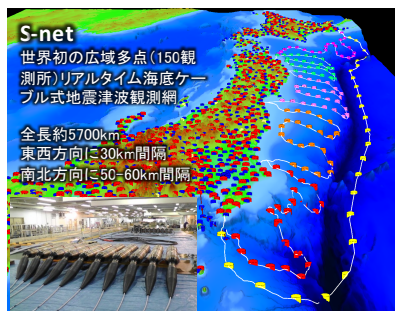 S-net
世界初の広域多点（150観
測所）リアルタイム海底ケー
ブル式地震津波観測網
全長約5700km
東西方向に30km間隔
南北方向に50-60km間隔